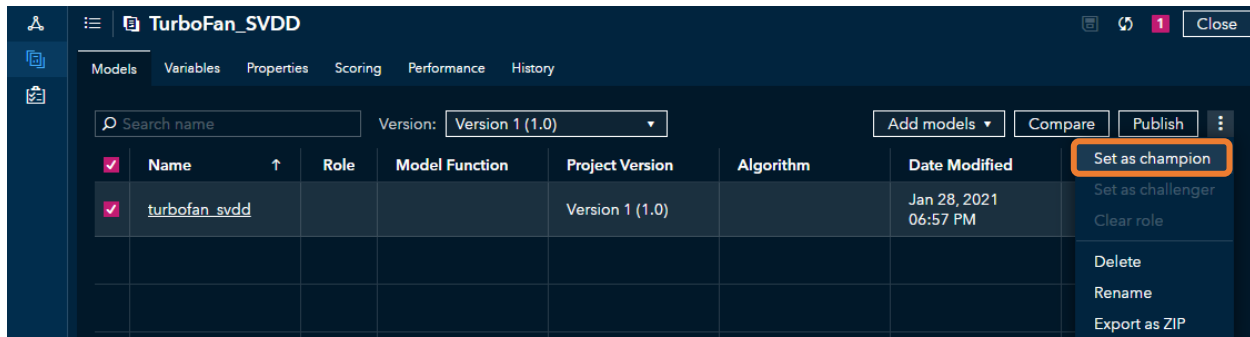 TurboFan_SVDD
1
Close
Models Variables Properties Scoring Performance History
Search name
Version: Version 1 (1.0)
Add models
Compare
Publish
Name Role Model Function Project Version Algorithm Date Modified
turbofan_svdd Version 1 (1.0) Jan 28, 2021
06:57 PM
Set as champion
Set as challenger
Clear role
Delete
Rename
Export as ZIP